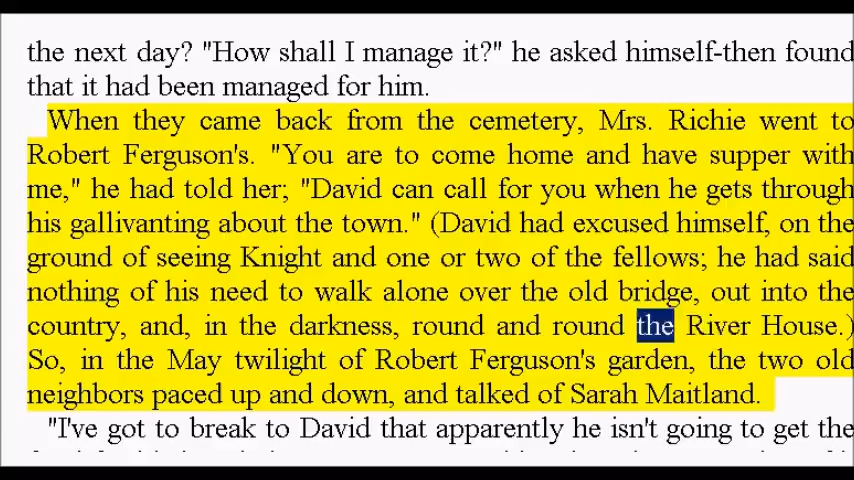 the next day? "How shall I manage it?" he asked himself-then found
that it had been managed for him.
When they came back from the cemetery, Mrs. Richie went to
Robert Ferguson's. "You are to come home and have supper with
me," he had told her; "David can call for you when he gets through
his gallivanting about the town." (David had excused himself, on the
ground of seeing Knight and one or two of the fellows; he had said
nothing of his need to walk alone over the old bridge, out into the
country, and, in the darkness, round and round the River House.)
So, in the May twilight of Robert Ferguson's garden, the two old
neighbors paced up and down, and talked of Sarah Maitland.
"I've got to break to David that apparently he isn't going to get the